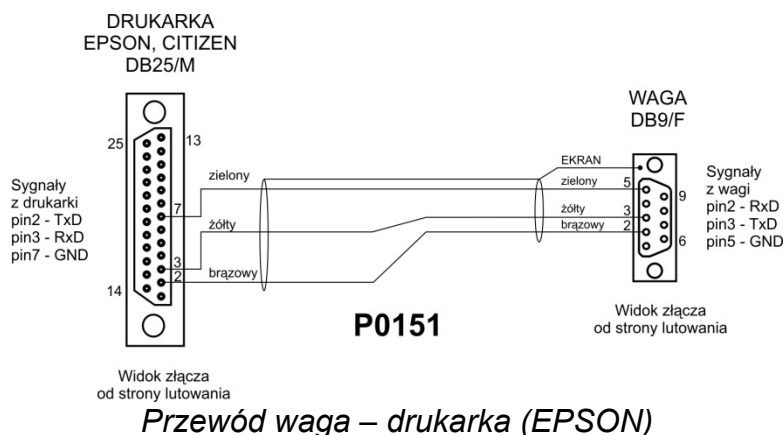 DRUKARKA
EPSON, CITIZEN
DB25/M
25
13
zielony
Sygnały
z drukarki
pin2 - TxD
pin3 - RxD
pin7 - GND
7
żółty
3
2
brązowy
14
Widok złącza
od strony lutowania
P0151
WAGA
DB9/F
EKRAN
zielony
5
9
żółty
3
brązowy
2
6
Sygnały
z wagi
pin2 - RxD
pin3 - TxD
pin5 - GND
Widok złącza
od strony lutowania
Przewód waga – drukarka (EPSON)